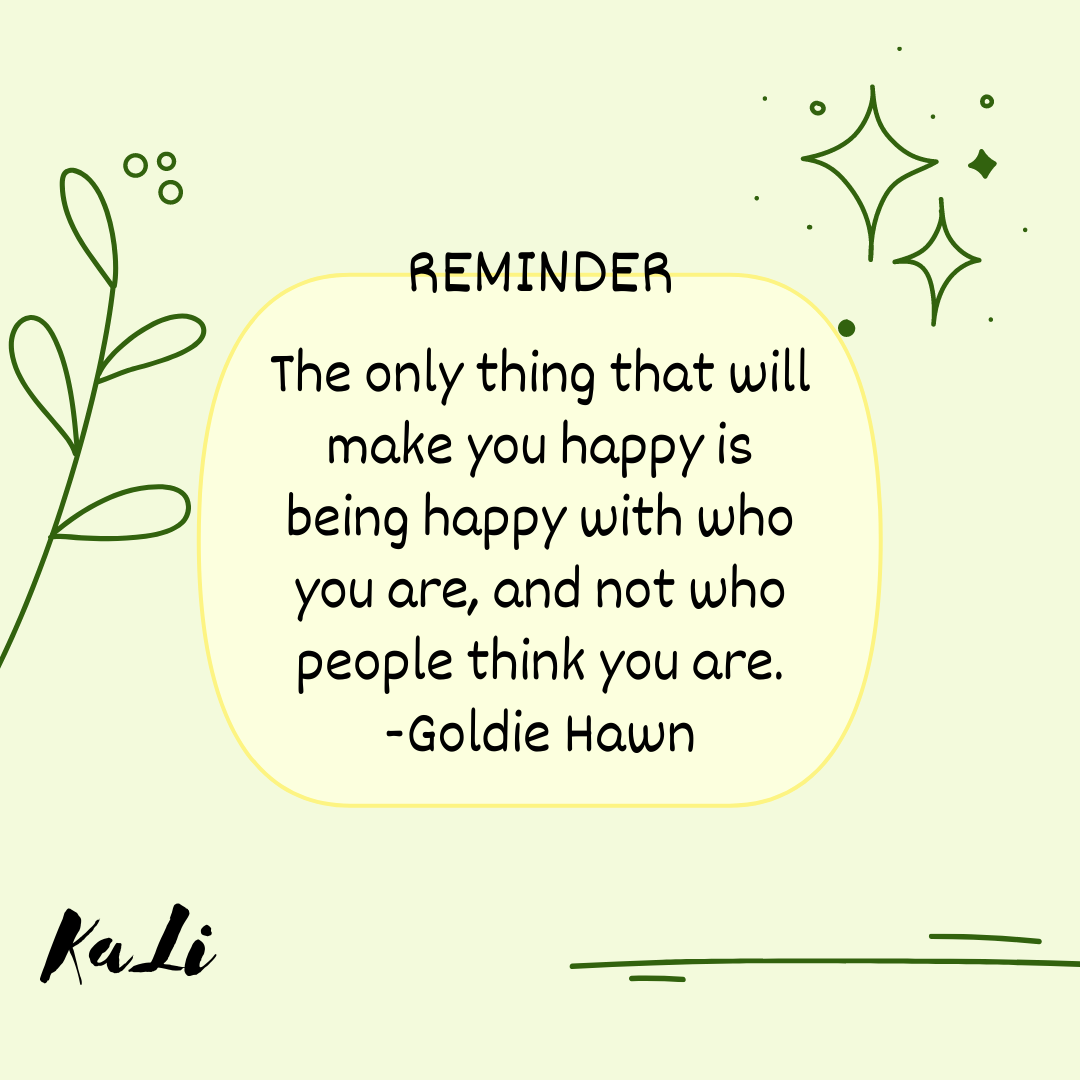 REMINDER
The only thing that will
make you happy is
being happy with who
you are, and not who
people think you are.
-Goldie Hawn
KaLi